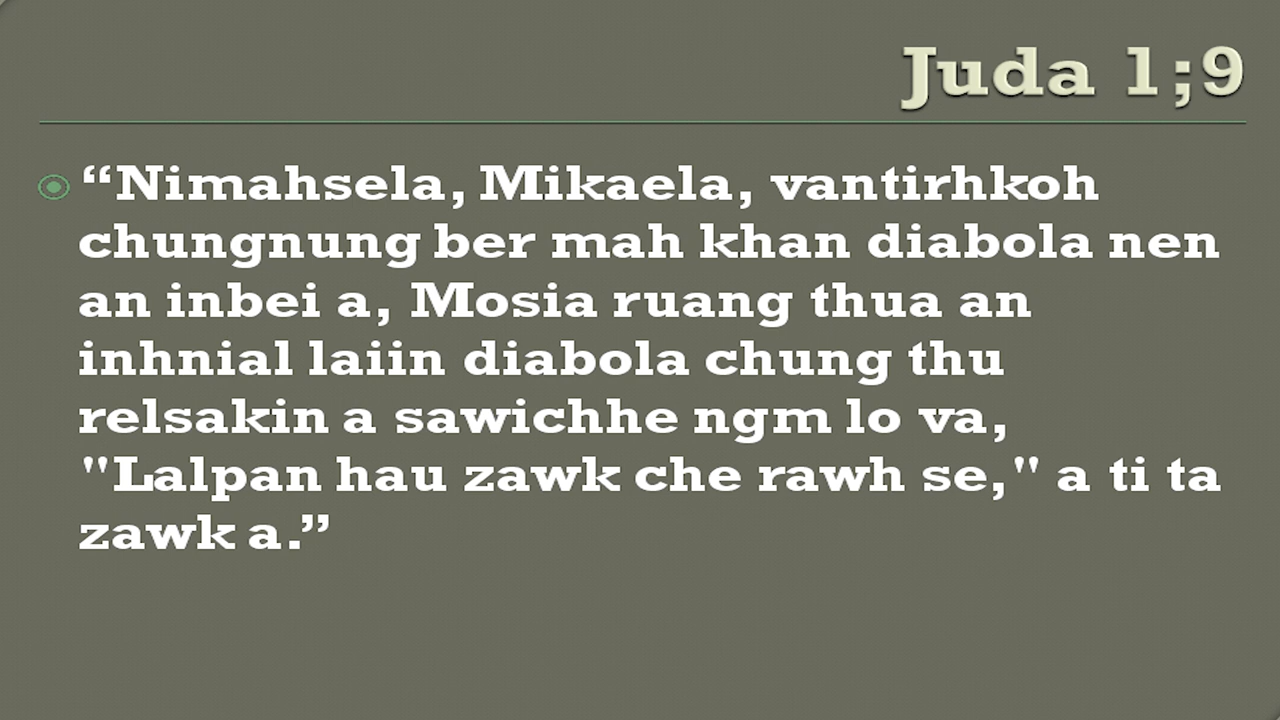 Juda 1;9
“Nimahsela, Mikaela, vantirhkoh
chungnung ber mah khan diabola nen
an inbei a, Mosia ruang thua an
inhnial laiin diabola chung thu
relsakin a sawichhe ngm lo va,
"Lalpan hau zawk che rawh se," a ti ta
zawk a.”